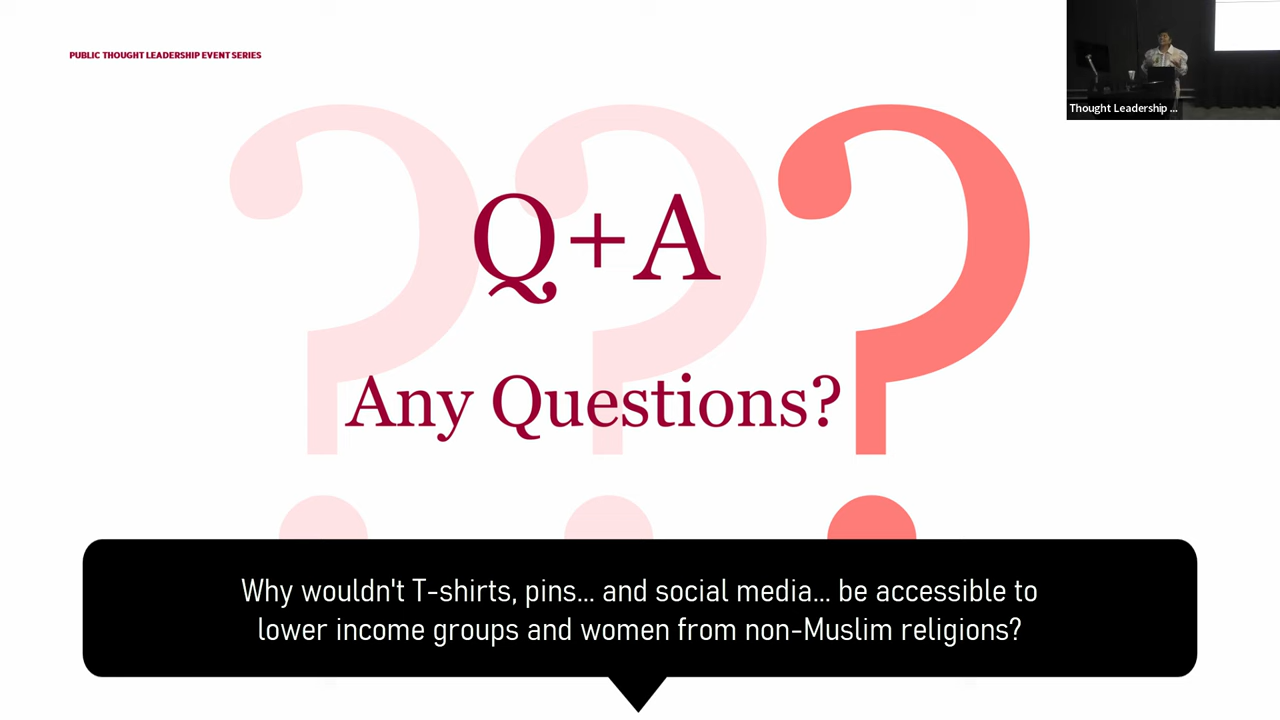 PUBLIC THOUGHT LEADERSHIP EVENT SERIES
Thought Leadership ...
Q+A
Any Questions?
Why wouldn't T-shirts, pins... and social media... be accessible to
lower income groups and women from non-Muslim religions?